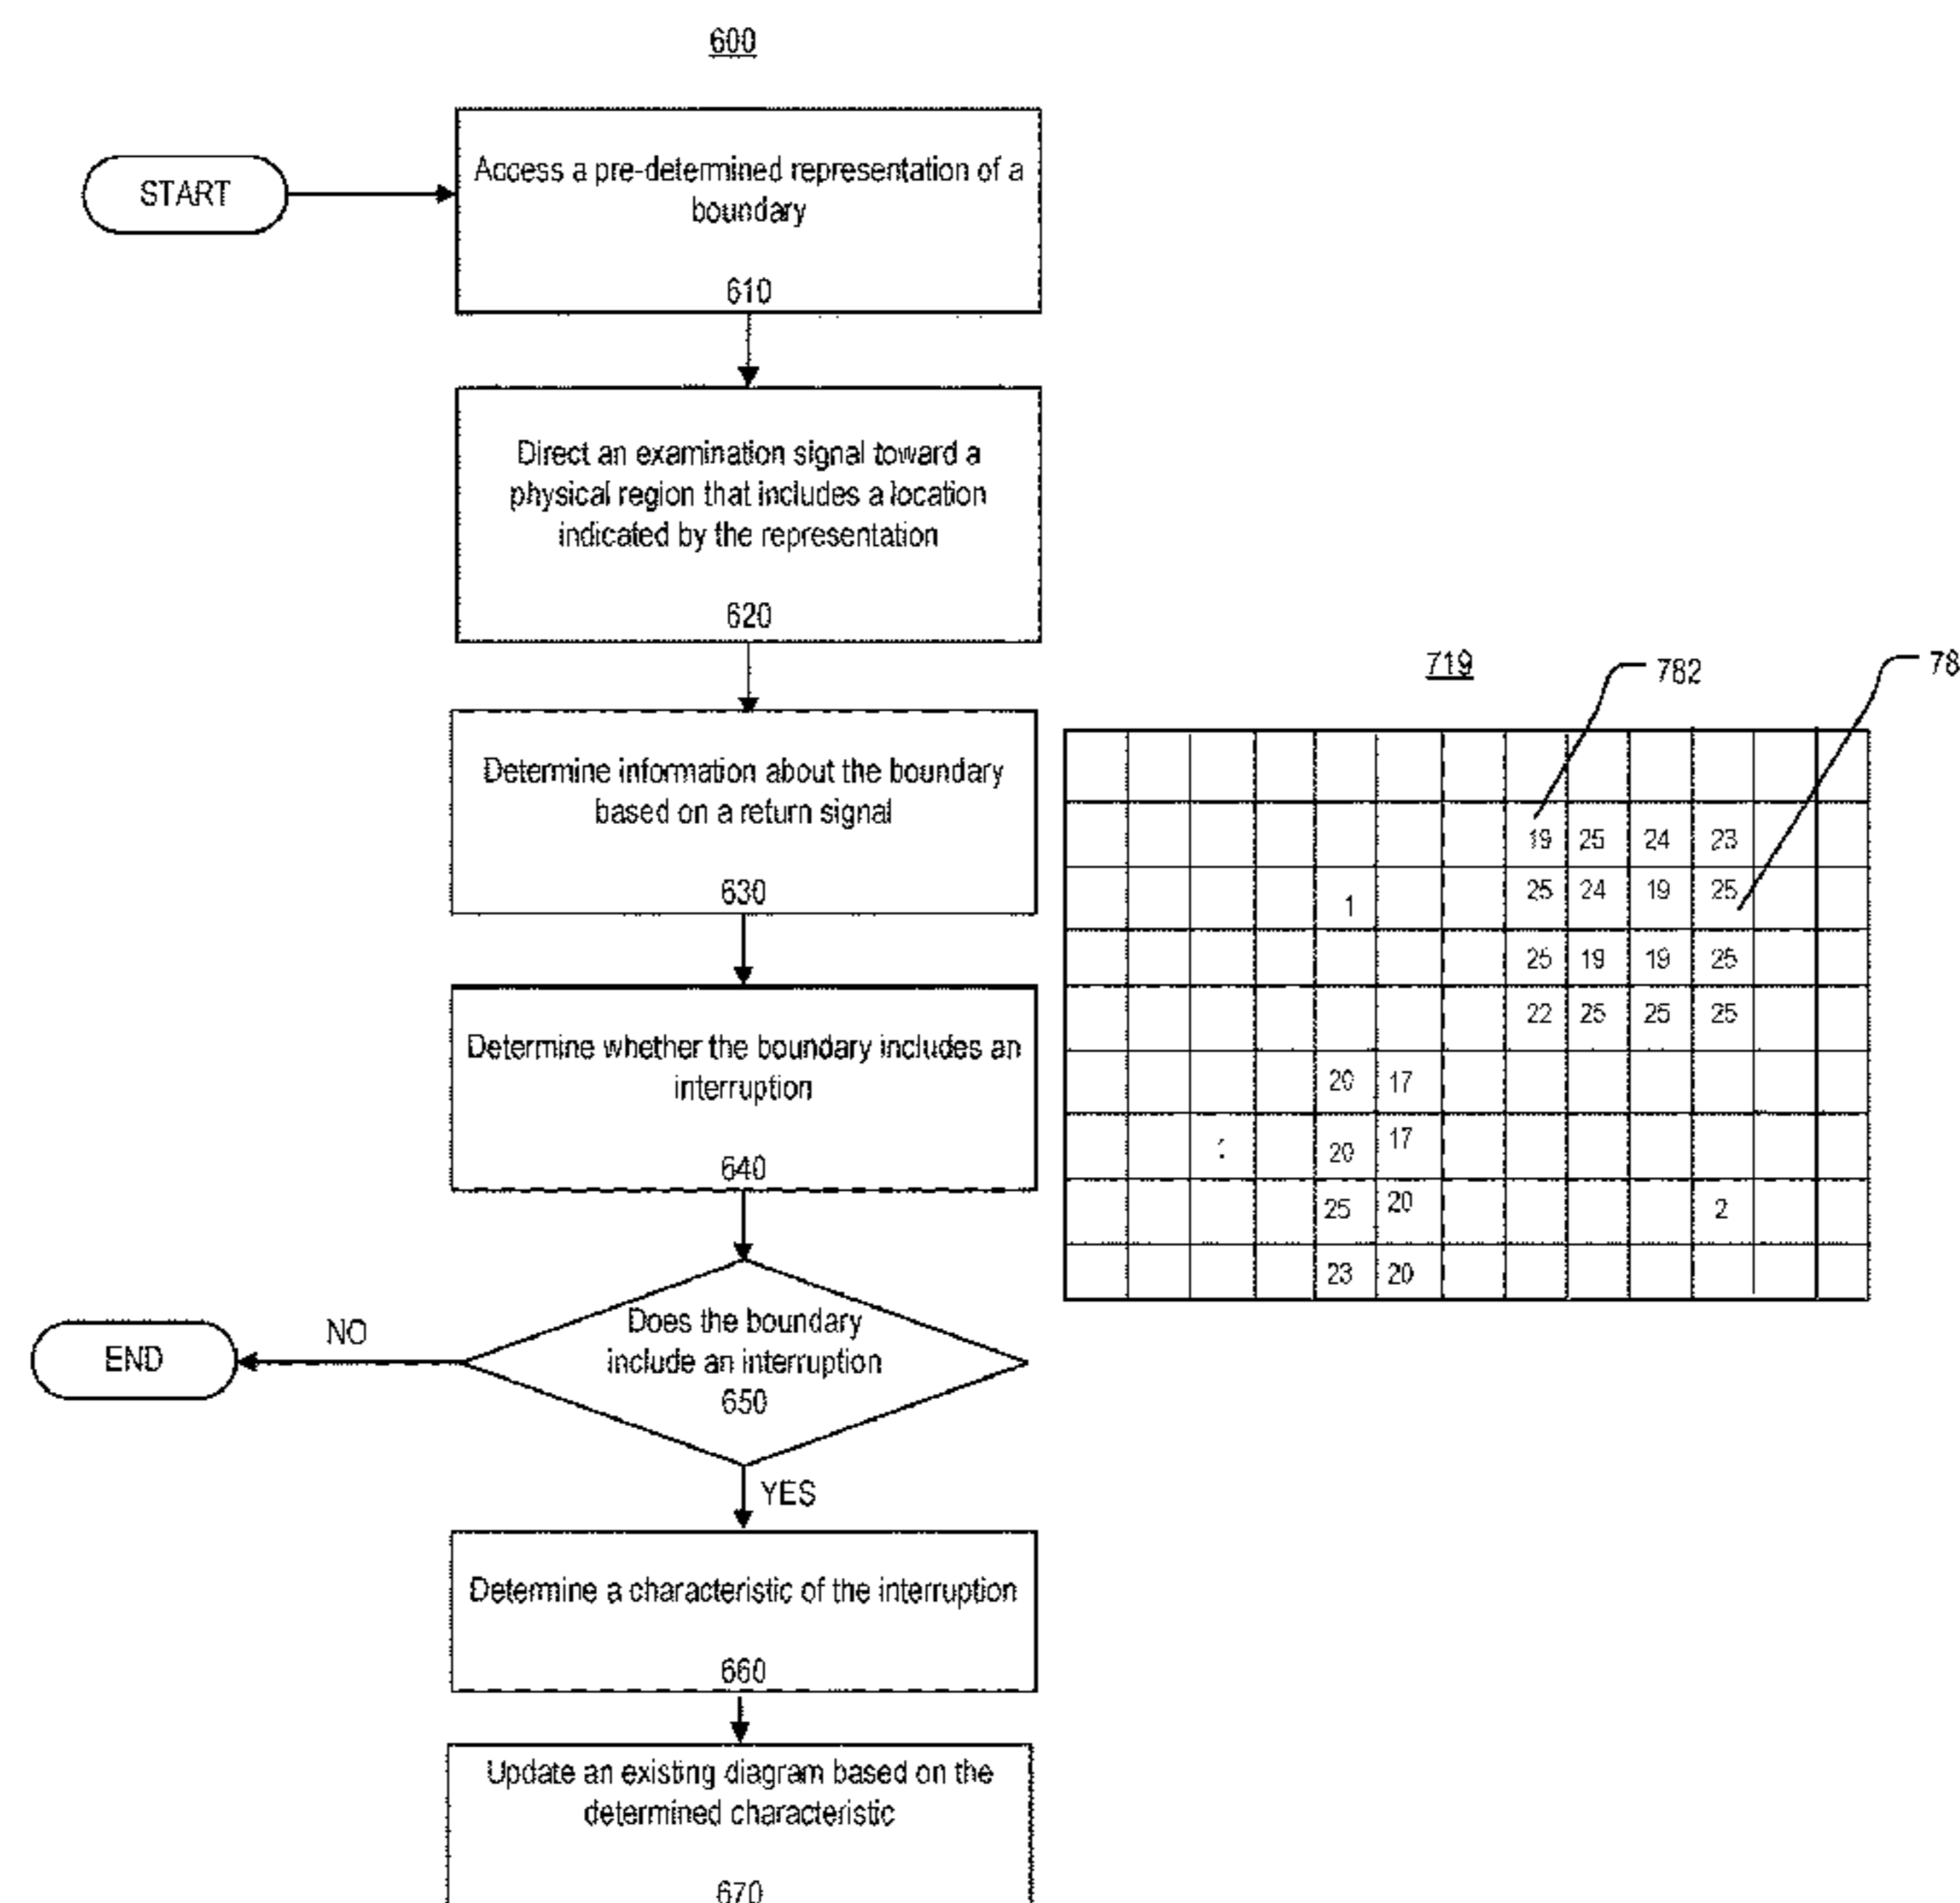 600
START
Access a pre-determined representation of a
boundary
610
Direct an examination signal toward a
physical region that includes a location
indicated by the representation
620
Determine information about the boundary
based on a return signal
630
Determine whether the boundary includes an
interruption
640
Does the boundary
include an interruption
650
NO
END
YES
Determine a characteristic of the interruption
660
Update an existing diagram based on the
determined characteristic
670
719
782
78
19 25 24 23
1 25 24 19 25
25 19 19 25
22 25 25 25
20 17
20 17
25 20 2
23 20